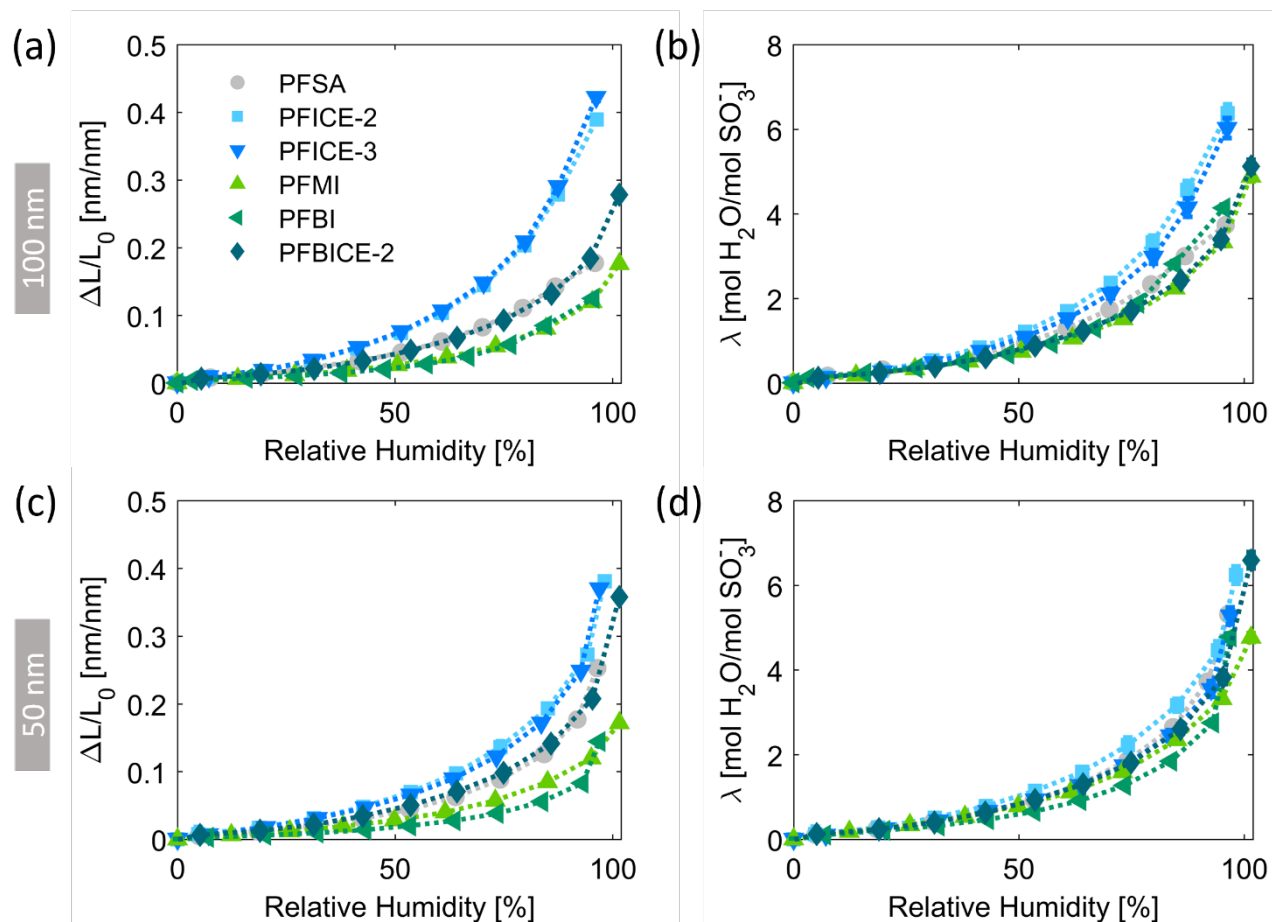 (a)
0.5
0.4
0.3
0.2
0.1
0
ΔL/L0 [nm/nm]
PFSA
PFICE-2
PFICE-3
PFMI
PFBI
PFBICE-2
0 50 100
Relative Humidity [%]
100 nm
(b)
8
6
4
2
0
λ [mol H2O/mol SO3-]
0 50 100
Relative Humidity [%]
(c)
0.5
0.4
0.3
0.2
0.1
0
ΔL/L0 [nm/nm]
0 50 100
Relative Humidity [%]
50 nm
(d)
8
6
4
2
0
λ [mol H2O/mol SO3-]
0 50 100
Relative Humidity [%]